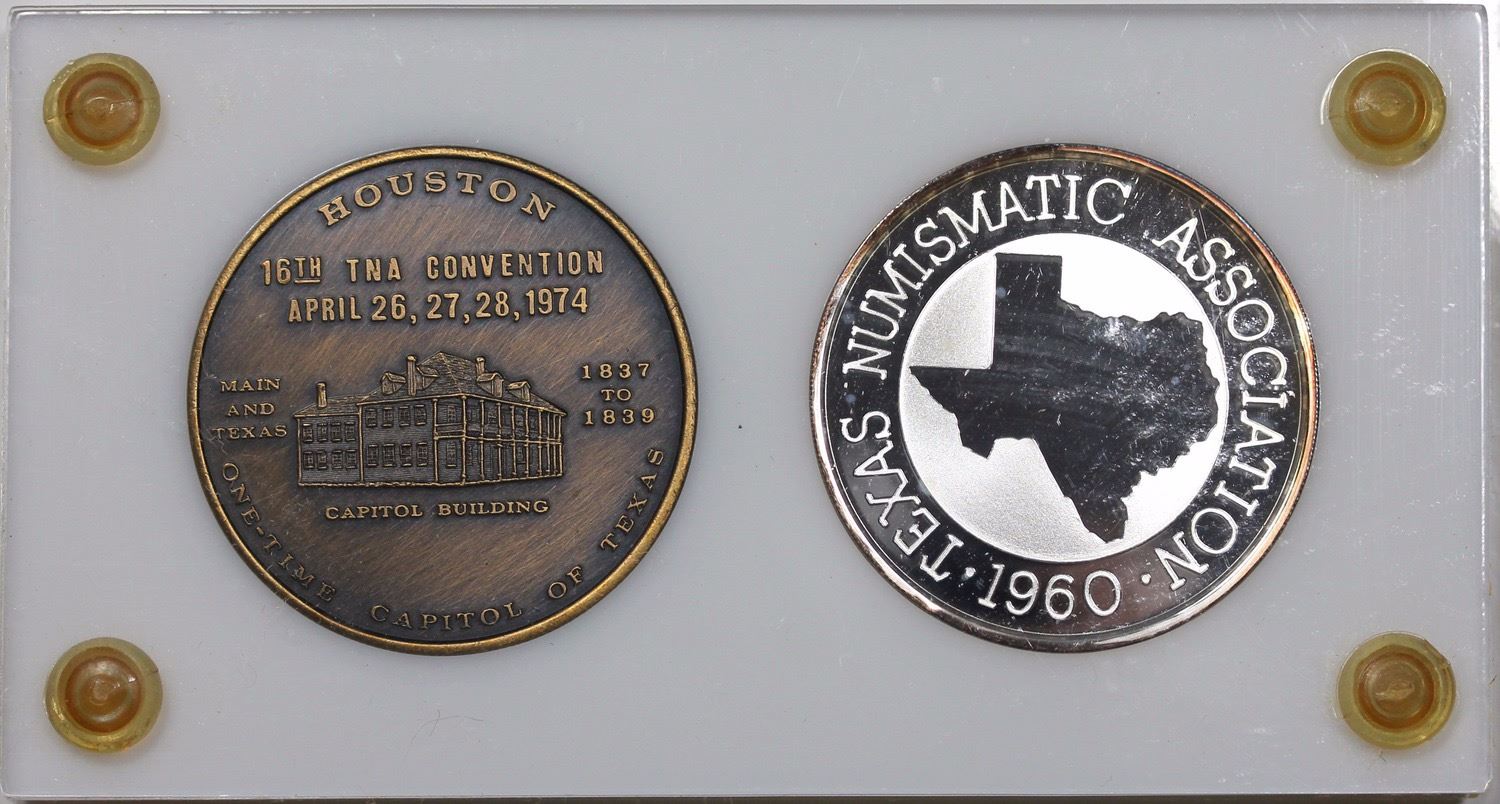 HOUSTON
16TH TNA CONVENTION
APRIL 26, 27, 28, 1974
MAIN
AND
TEXAS
1837
TO
1839
CAPITOL BUILDING
ONE-TIME CAPITOL OF TEXAS
TEXAS NUMISMATIC ASSOCIATION
· 1960 ·